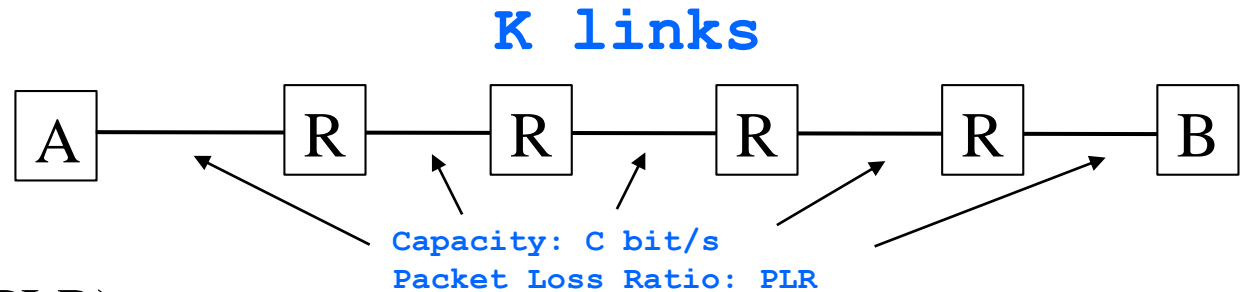 K links
A R R R R B
Capacity: C bit/s
Packet Loss Ratio: PLR